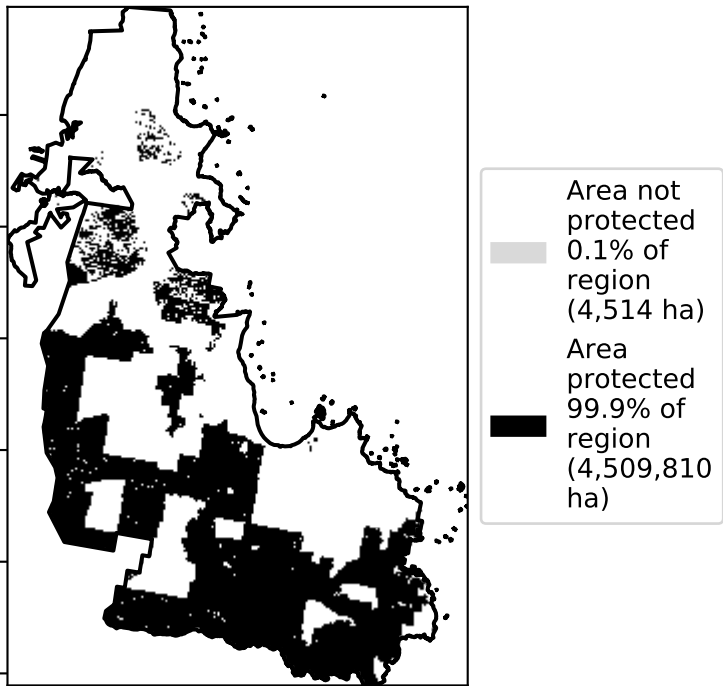 Area not
protected
0.1% of
region
(4,514 ha)
Area
protected
99.9% of
region
(4,509,810
ha)